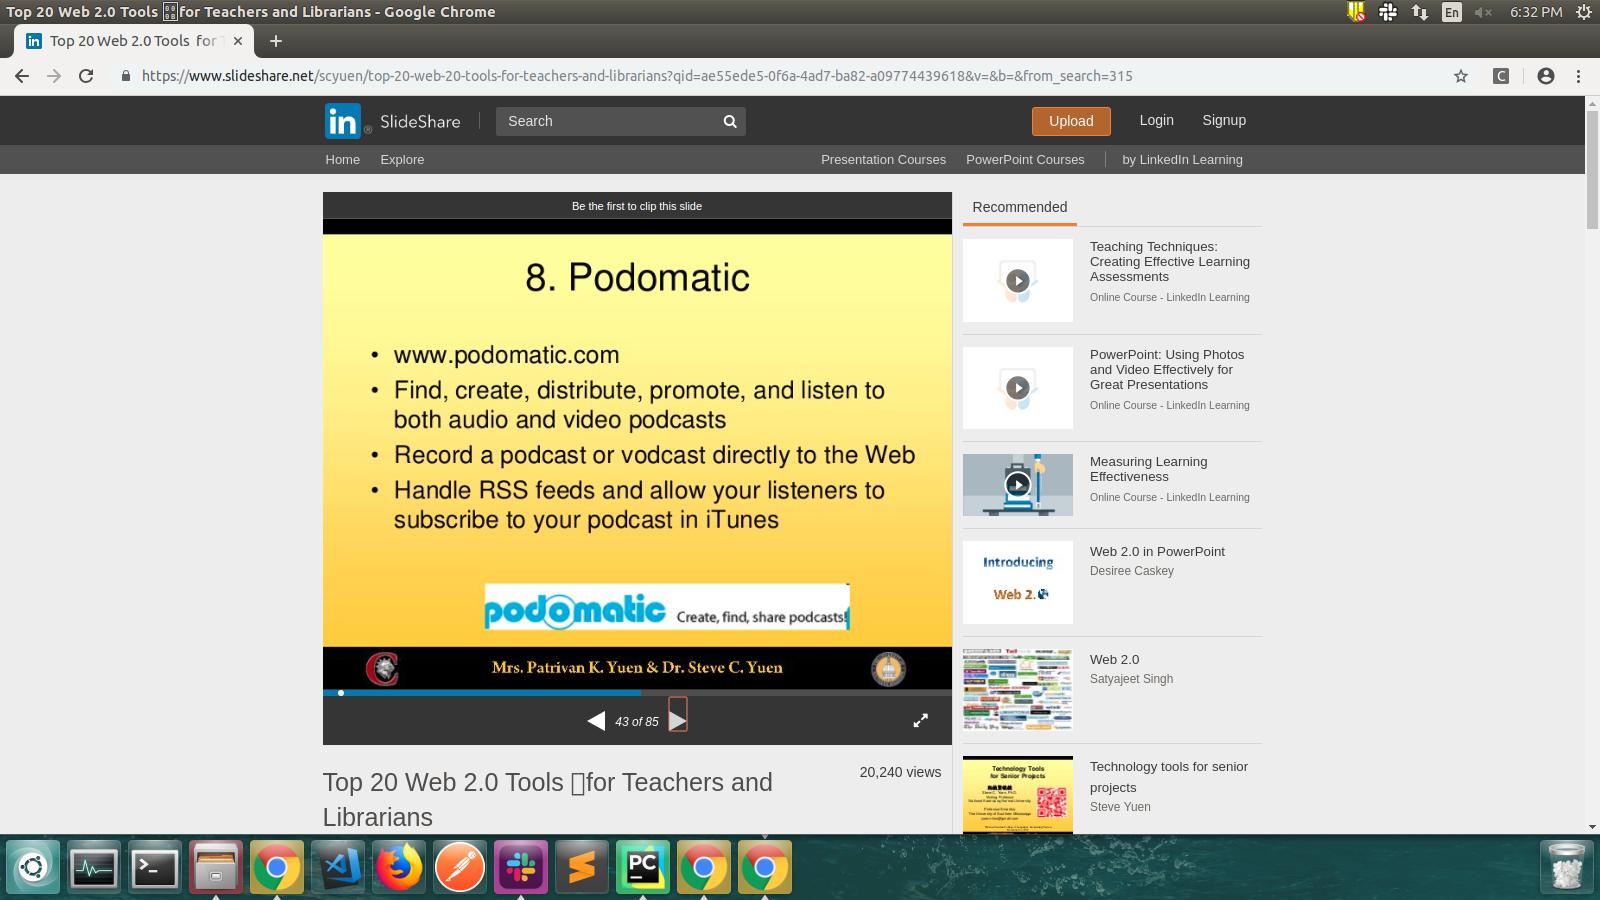 Top 20 Web 2.0 Tools for Teachers and Librarians - Google Chrome
En
6:32 PM
Top 20 Web 2.0 Tools for T
https://www.slideshare.net/scyuen/top-20-web-20-tools-for-teachers-and-librarians?qid=ae55ede5-0f6a-4ad7-ba82-a09774439618&v=&b=&from_search=315
in SlideShare
Search
Upload
Login
Signup
Home
Explore
Presentation Courses
PowerPoint Courses
by LinkedIn Learning
Be the first to clip this slide
8. Podomatic
• www.podomatic.com
• Find, create, distribute, promote, and listen to
both audio and video podcasts
• Record a podcast or vodcast directly to the Web
• Handle RSS feeds and allow your listeners to
subscribe to your podcast in iTunes
podomatic Create, find, share podcasts!
Mrs. Patrivan K. Yuen & Dr. Steve C. Yuen
43 of 85
Top 20 Web 2.0 Tools for Teachers and
Librarians
20,240 views
Recommended
Teaching Techniques:
Creating Effective Learning
Assessments
Online Course - LinkedIn Learning
PowerPoint: Using Photos
and Video Effectively for
Great Presentations
Online Course - LinkedIn Learning
Measuring Learning
Effectiveness
Online Course - LinkedIn Learning
Introducing
Web 2.0
Web 2.0 in PowerPoint
Desiree Caskey
Web 2.0
Satyajeet Singh
Technology Tools
for Senior Projects
Technology tools for senior
projects
Steve Yuen
PC